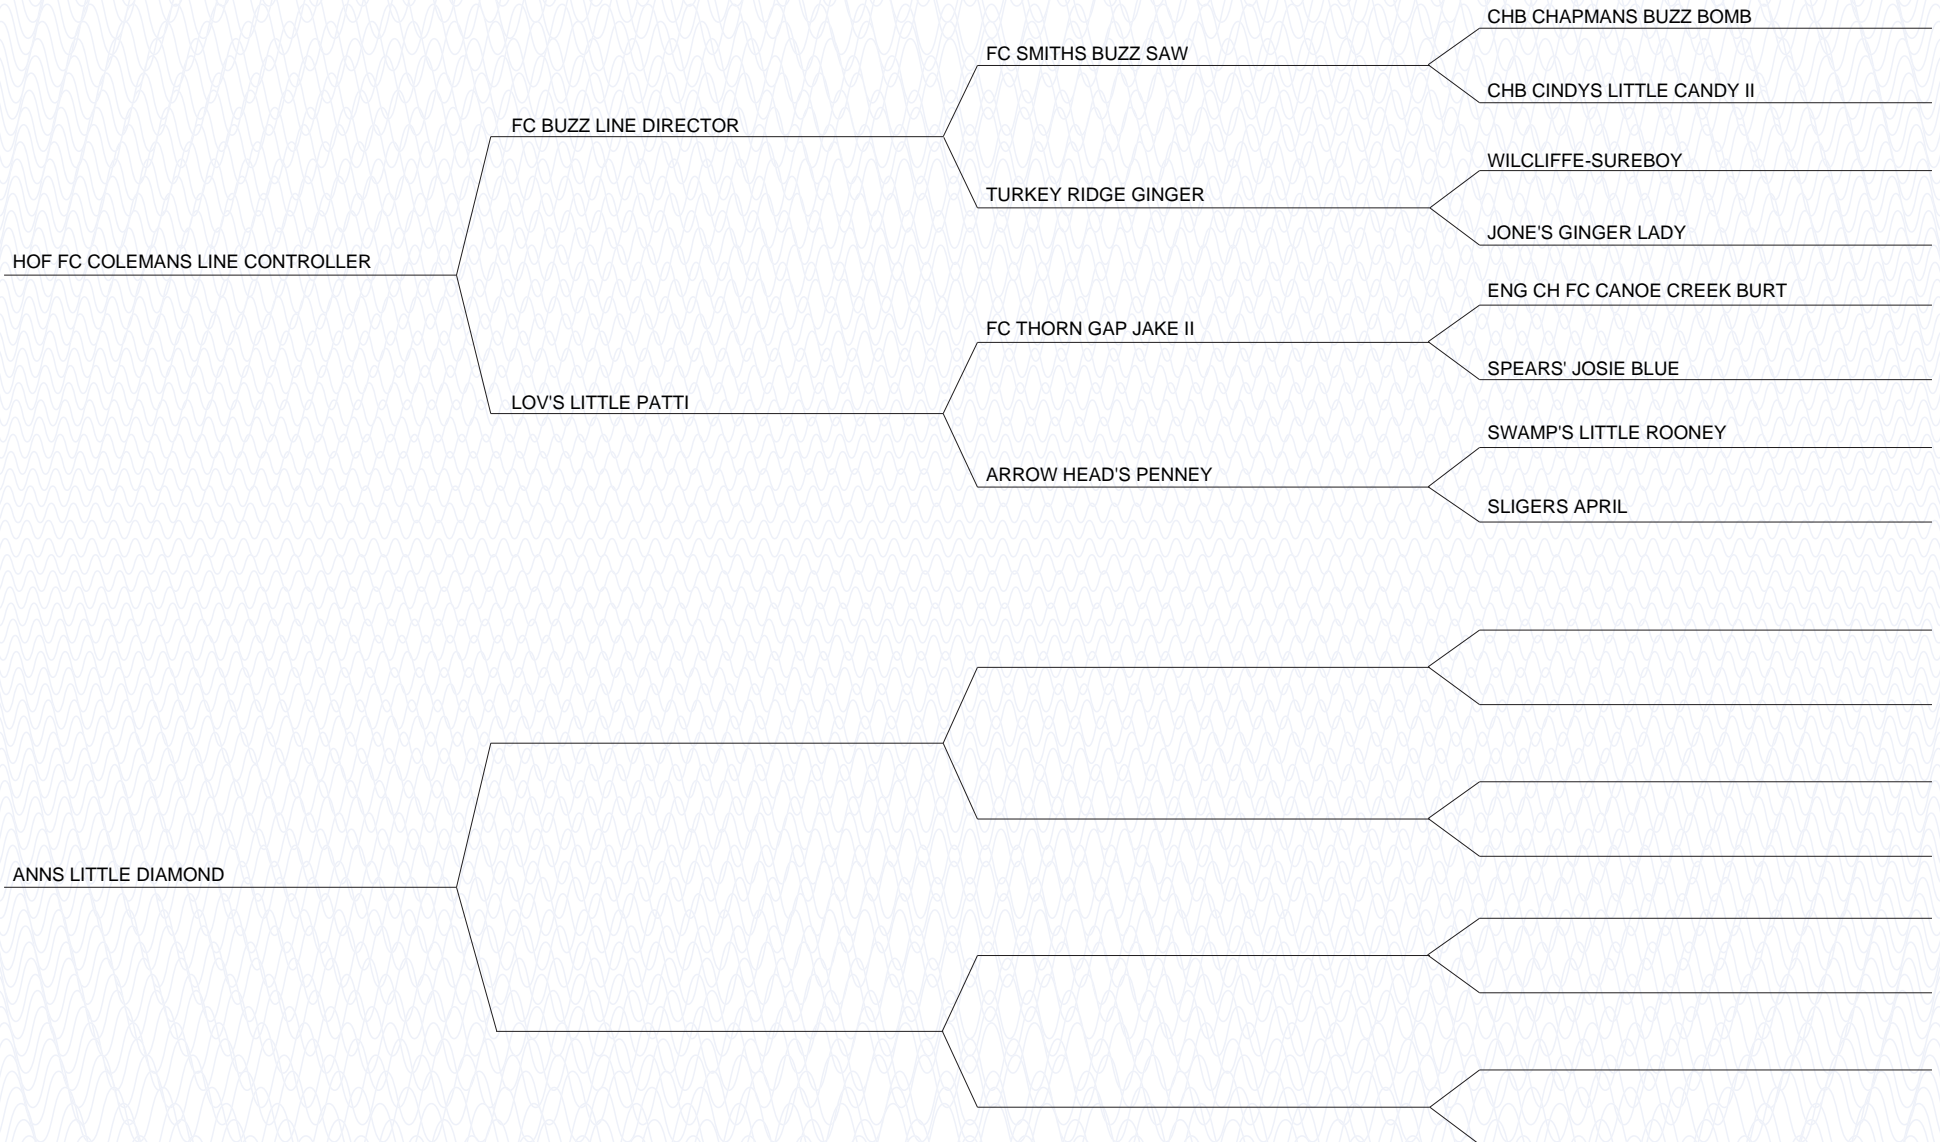 CHB CHAPMANS BUZZ BOMB
FC SMITHS BUZZ SAW
CHB CINDYS LITTLE CANDY II
FC BUZZ LINE DIRECTOR
WILCLIFFE-SUREBOY
TURKEY RIDGE GINGER
JONE'S GINGER LADY
HOF FC COLEMANS LINE CONTROLLER
ENG CH FC CANOE CREEK BURT
FC THORN GAP JAKE II
SPEARS' JOSIE BLUE
LOV'S LITTLE PATTI
SWAMP'S LITTLE ROONEY
ARROW HEAD'S PENNEY
SLIGERS APRIL
ANNS LITTLE DIAMOND